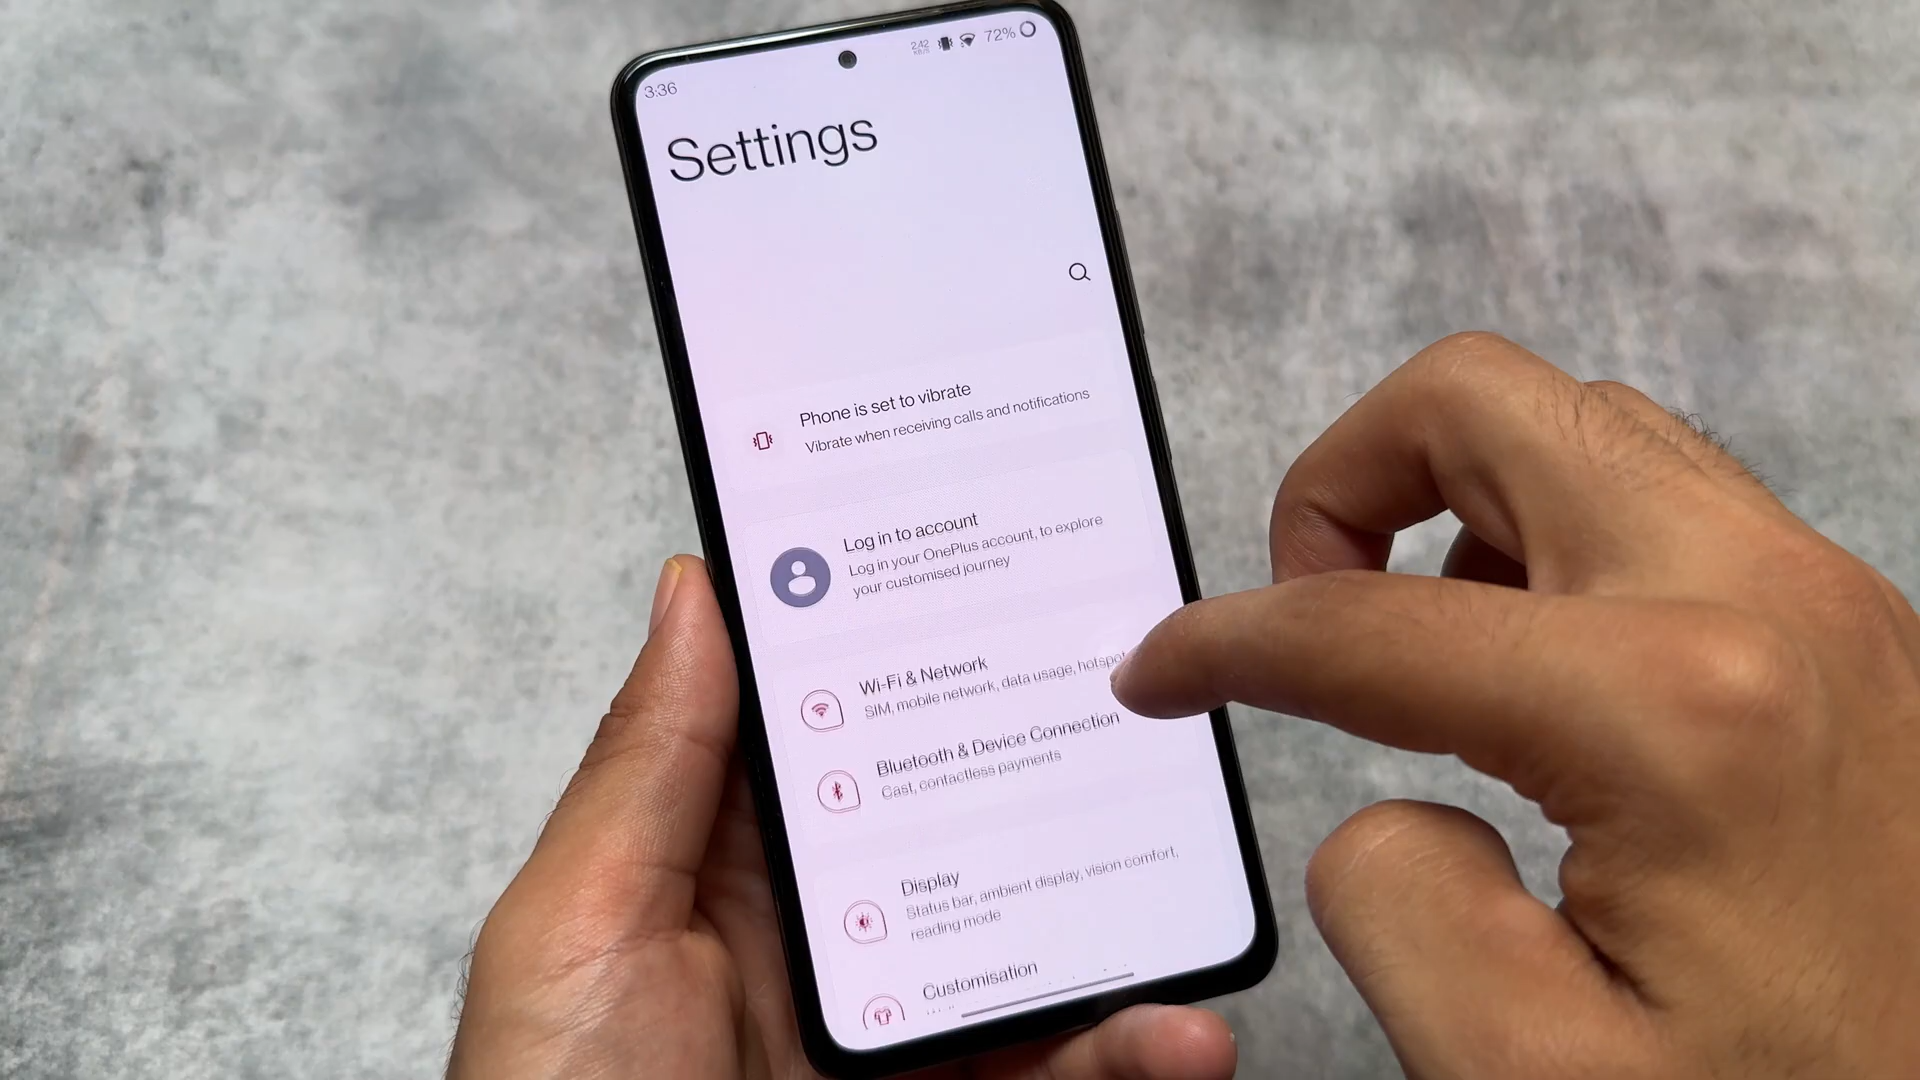 3:36
2.42
KB/S
72%
Settings
Phone is set to vibrate
Vibrate when receiving calls and notifications
Log in to account
Log in your OnePlus account, to explore
your customised journey
Wi-Fi & Network
SIM, mobile network, data usage, hotspot
Bluetooth & Device Connection
Cast, contactless payments
Display
Status bar, ambient display, vision comfort,
reading mode
Customisation